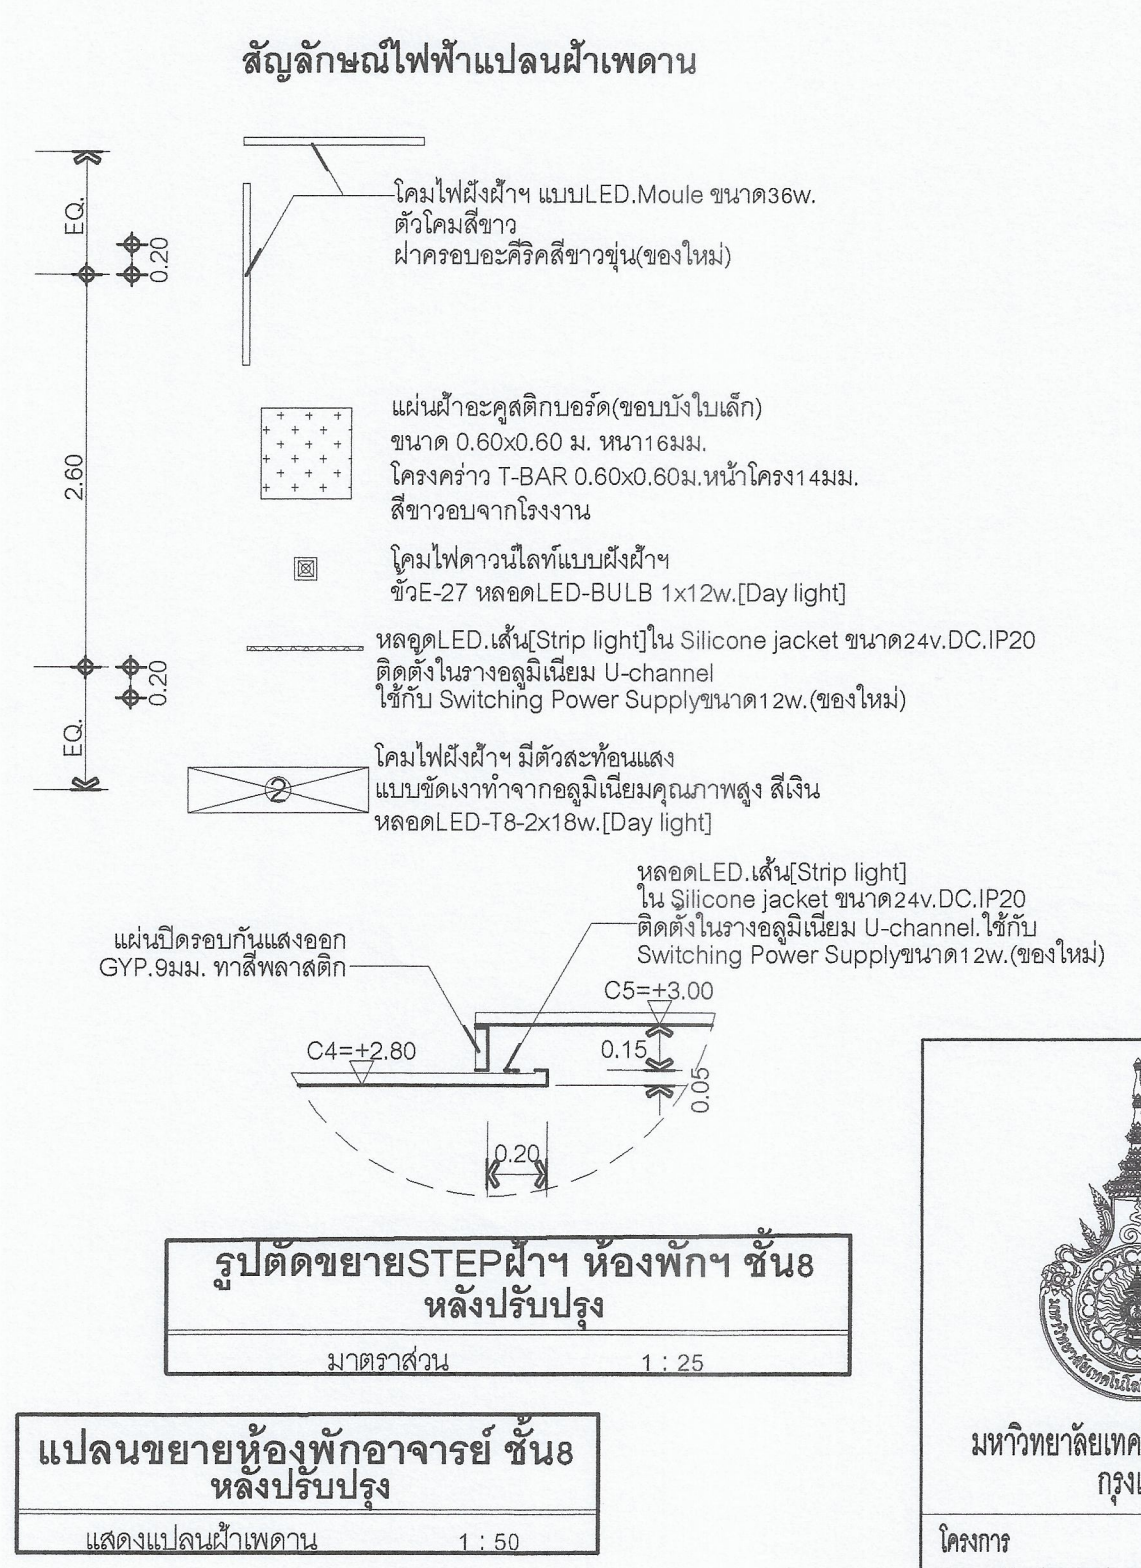 สัญลักษณ์ไฟฟ้าแปลนฝ้าเพดาน
EQ.
0.20
2.60
0.20
EQ.
โคมไฟฝังฝ้าฯ แบบLED.Moule ขนาด36w.
ตัวโคมสีขาว
ฝาครอบอะคีริคสีขาวขุ่น(ของใหม่)
แผ่นฝ้าอะคูสติกบอร์ด(ขอบบังใบเล็ก)
ขนาด 0.60x0.60 ม. หนา16มม.
โครงคร่าว T-BAR 0.60x0.60ม.หน้าโครง14มม.
สีขาวอบจากโรงงาน
โคมไฟดาวน์ไลท์แบบฝังฝ้าฯ
ขั้วE-27 หลอดLED-BULB 1x12w.[Day light]
หลอดLED.เส้น[Strip light]ใน Silicone jacket ขนาด24v.DC.IP20
ติดตั้งในรางอลูมิเนียม U-channel
ใช้กับ Switching Power Supplyขนาด12w.(ของใหม่)
2
โคมไฟฝังฝ้าฯ มีตัวสะท้อนแสง
แบบขัดเงาทำจากอลูมิเนียมคุณภาพสูง สีเงิน
หลอดLED-T8-2x18w.[Day light]
หลอดLED.เส้น[Strip light]
ใน Silicone jacket ขนาด24v.DC.IP20
ติดตั้งในรางอลูมิเนียม U-channel.ใช้กับ
Switching Power Supplyขนาด12w.(ของใหม่)
แผ่นปิดรอบกันแสงออก
GYP.9มม. ทาสีพลาสติก
C5=+3.00
C4=+2.80
0.15
0.05
0.20
รูปตัดขยายSTEPฝ้าฯ ห้องพักฯ ชั้น8
หลังปรับปรุง
มาตราส่วน 1 : 25
แปลนขยายห้องพักอาจารย์ ชั้น8
หลังปรับปรุง
แสดงแปลนฝ้าเพดาน 1 : 50
มหาวิทยาลัยเทค
กรุงเ
โครงการ